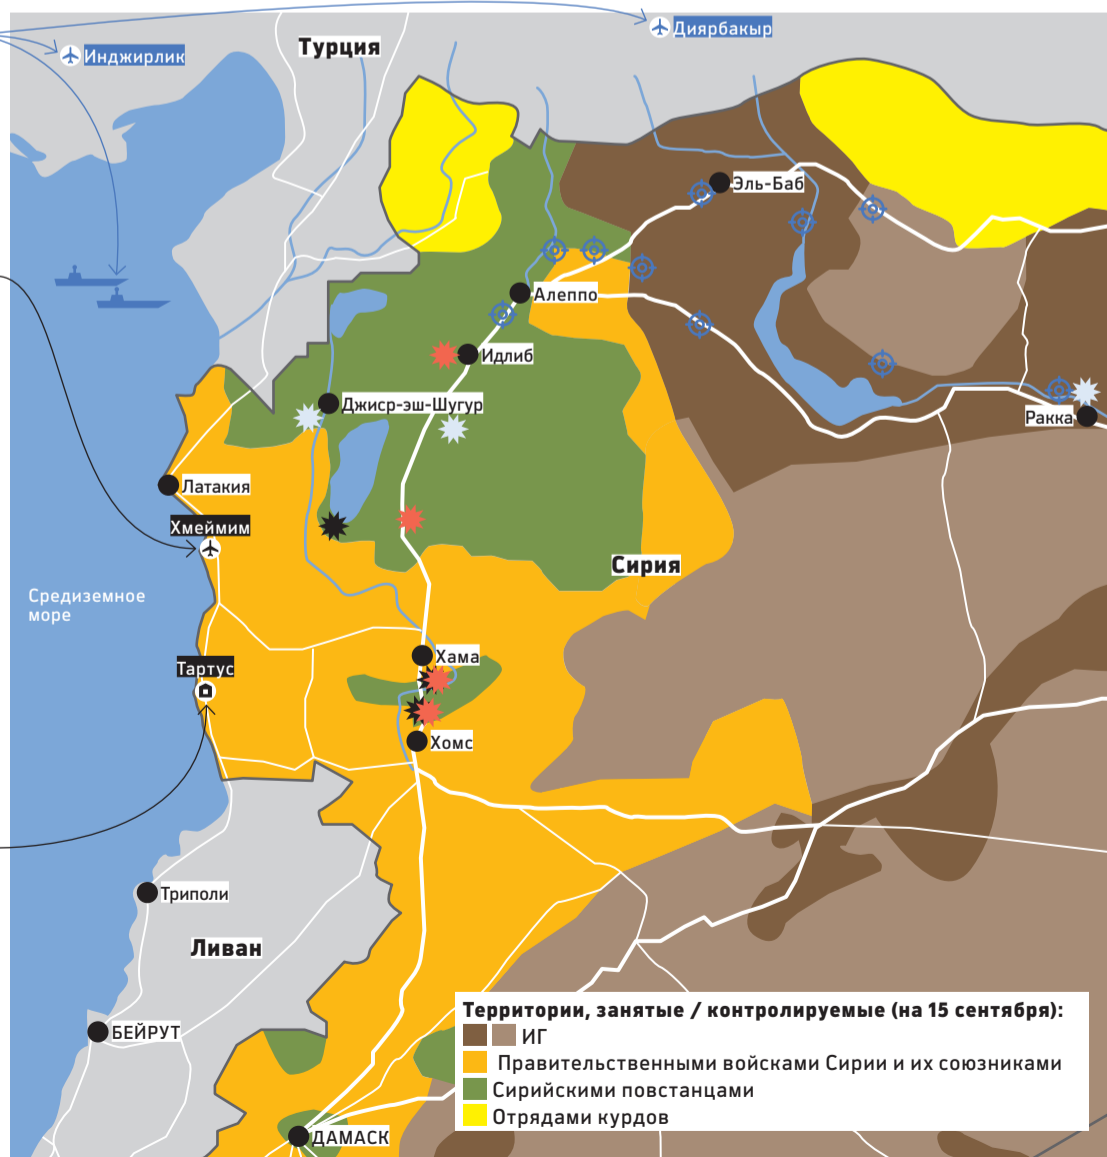 Диярбакыр
Инджирлик
Турция
Эль-Баб
Алеппо
Идлиб
Джиср-эш-Шугур
Ракка
Латакия
Хмеймим
Сирия
Средиземное
море
Хама
Тартус
Хомс
Триполи
Ливан
БЕЙРУТ
ДАМАСК
Территории, занятые / контролируемые (на 15 сентября):
ИГ
Правительственными войсками Сирии и их союзниками
Сирийскими повстанцами
Отрядами курдов